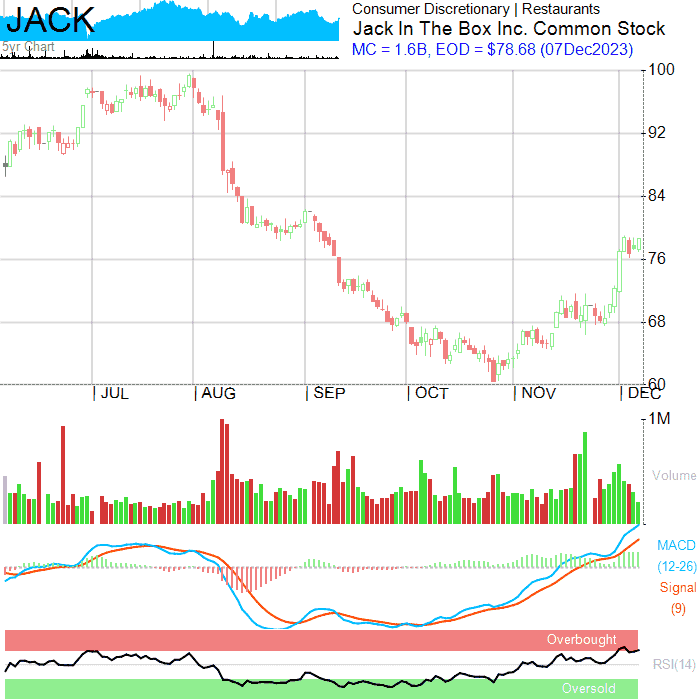 JACK
Consumer Discretionary | Restaurants
Jack In The Box Inc. Common Stock
5yr Chart
MC = 1.6B, EOD = $78.68 (07Dec2023)
100
92
84
76
68
60
JUL AUG SEP OCT NOV DEC
1M
Volume
MACD
(12-26)
Signal
(9)
Overbought
RSI(14)
Oversold